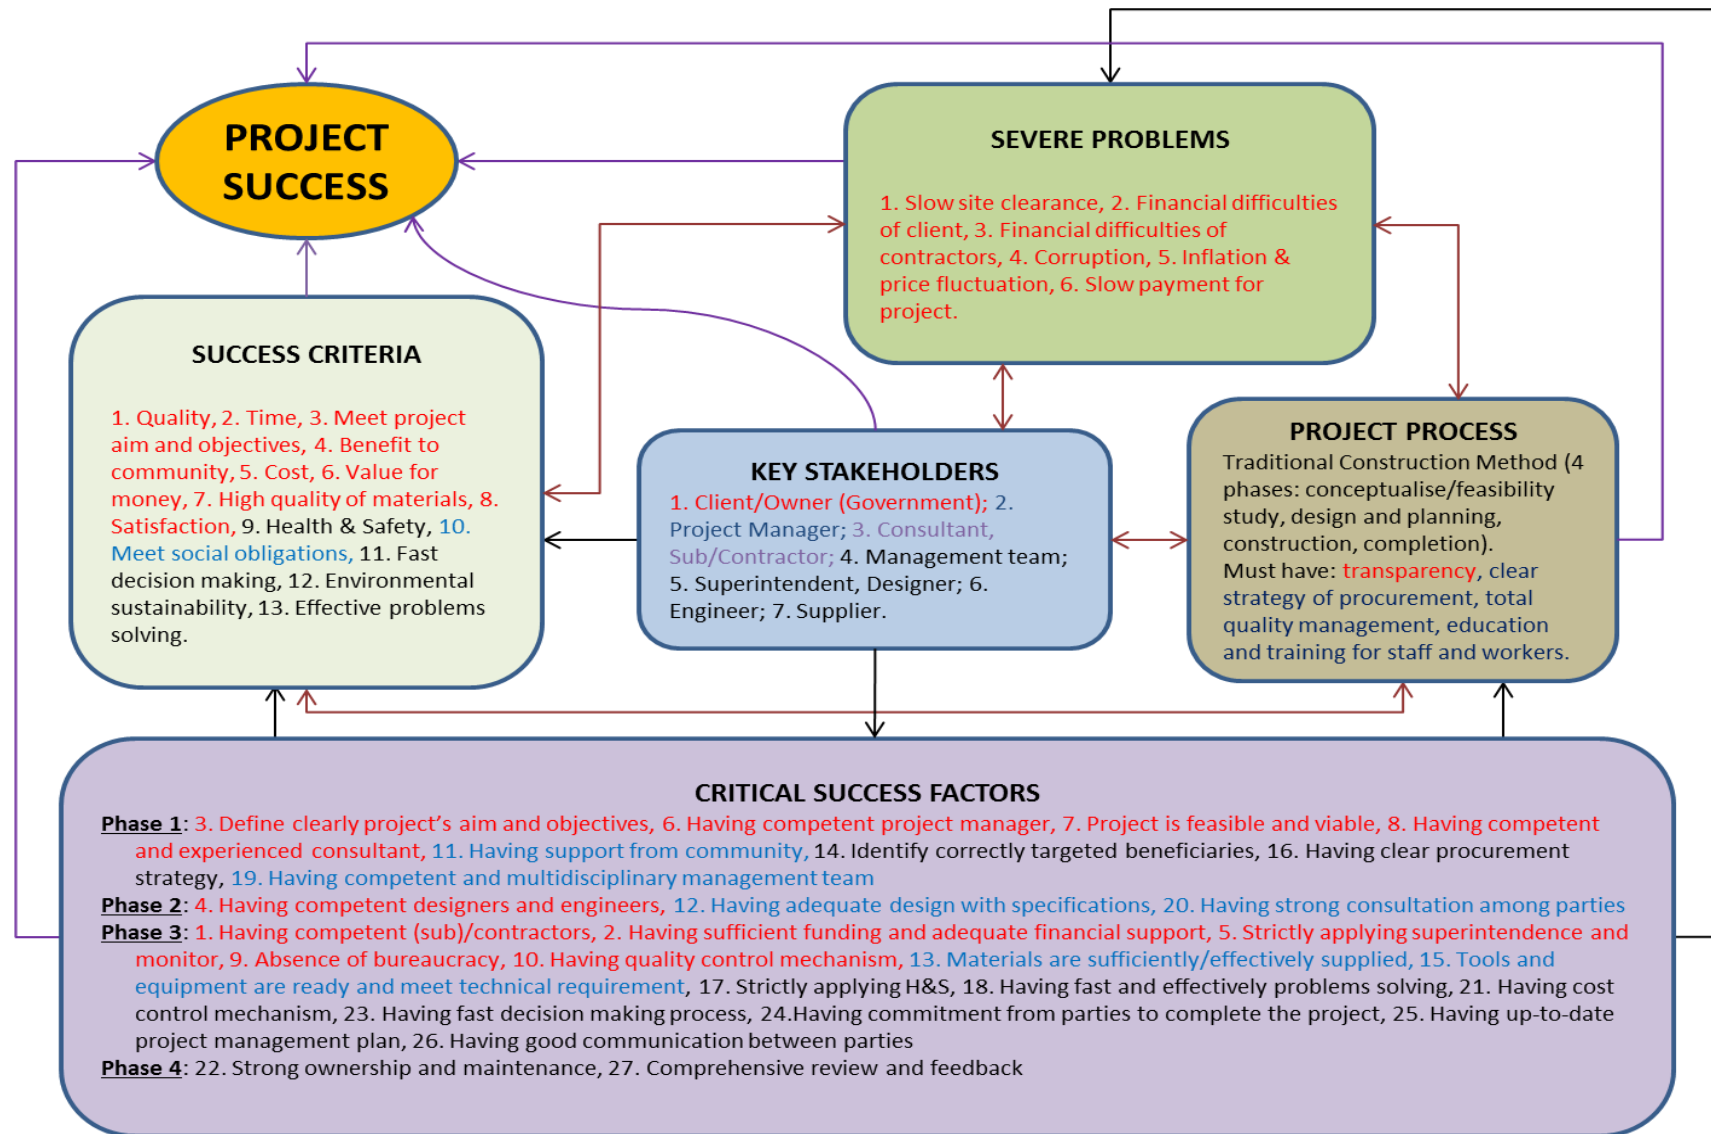 PROJECT
SUCCESS
SEVERE PROBLEMS
1. Slow site clearance, 2. Financial difficulties
of client, 3. Financial difficulties of
contractors, 4. Corruption, 5. Inflation &
price fluctuation, 6. Slow payment for
project.
SUCCESS CRITERIA
1. Quality, 2. Time, 3. Meet project
aim and objectives, 4. Benefit to
community, 5. Cost, 6. Value for
money, 7. High quality of materials, 8.
Satisfaction, 9. Health & Safety, 10.
Meet social obligations, 11. Fast
decision making, 12. Environmental
sustainability, 13. Effective problems
solving.
KEY STAKEHOLDERS
1. Client/Owner (Government); 2.
Project Manager; 3. Consultant,
Sub/Contractor; 4. Management team;
5. Superintendent, Designer; 6.
Engineer; 7. Supplier.
PROJECT PROCESS
Traditional Construction Method (4
phases: conceptualise/feasibility
study, design and planning,
construction, completion).
Must have: transparency, clear
strategy of procurement, total
quality management, education
and training for staff and workers.
CRITICAL SUCCESS FACTORS
Phase 1: 3. Define clearly project’s aim and objectives, 6. Having competent project manager, 7. Project is feasible and viable, 8. Having competent
and experienced consultant, 11. Having support from community, 14. Identify correctly targeted beneficiaries, 16. Having clear procurement
strategy, 19. Having competent and multidisciplinary management team
Phase 2: 4. Having competent designers and engineers, 12. Having adequate design with specifications, 20. Having strong consultation among parties
Phase 3: 1. Having competent (sub)/contractors, 2. Having sufficient funding and adequate financial support, 5. Strictly applying superintendence and
monitor, 9. Absence of bureaucracy, 10. Having quality control mechanism, 13. Materials are sufficiently/effectively supplied, 15. Tools and
equipment are ready and meet technical requirement, 17. Strictly applying H&S, 18. Having fast and effectively problems solving, 21. Having cost
control mechanism, 23. Having fast decision making process, 24.Having commitment from parties to complete the project, 25. Having up-to-date
project management plan, 26. Having good communication between parties
Phase 4: 22. Strong ownership and maintenance, 27. Comprehensive review and feedback